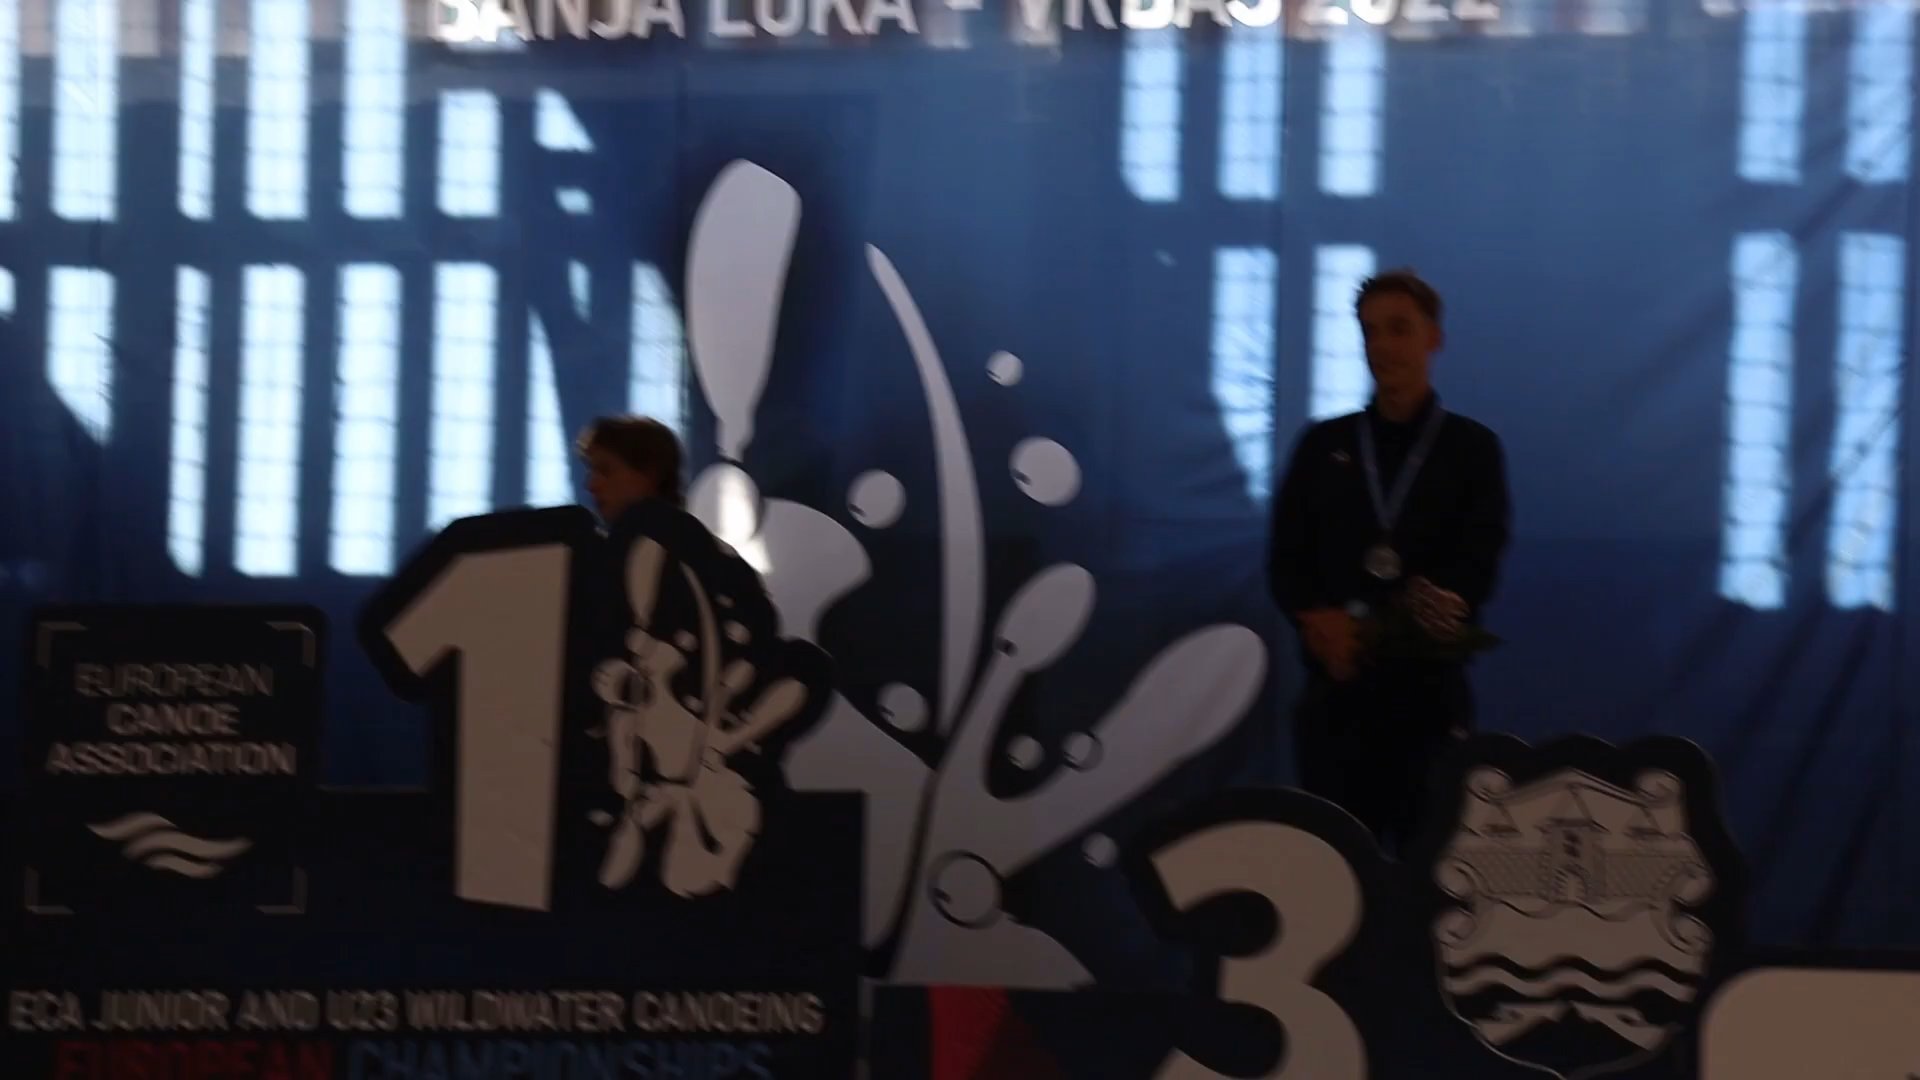 BANJA LUKA - VRBAS 2022
1
EUROPEAN
CANOE
ASSOCIATION
3
ECA JUNIOR AND U23 WILDWATER CANOEING
EUROPEAN CHAMPIONSHIPS